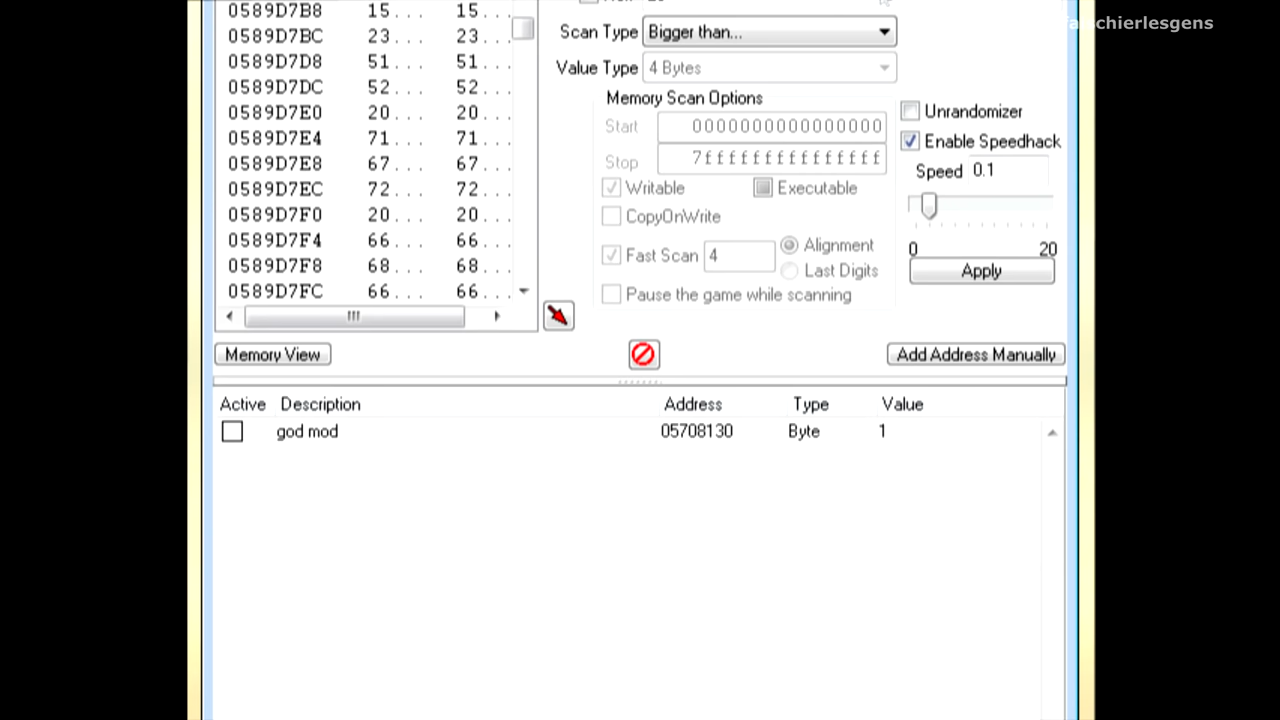 chierlesgens
0589D7B8 15... 15...
0589D7BC 23... 23...
0589D7D8 51... 51...
0589D7DC 52... 52...
0589D7E0 20... 20...
0589D7E4 71... 71...
0589D7E8 67... 67...
0589D7EC 72... 72...
0589D7F0 20... 20...
0589D7F4 66... 66...
0589D7F8 68... 68...
0589D7FC 66... 66...
Scan Type Bigger than...
Value Type 4 Bytes
Memory Scan Options
Start 0000000000000000
Stop 7fffffffffffffff
Writable Executable
CopyOnWrite
Fast Scan 4 Alignment
Last Digits
Pause the game while scanning
Unrandomizer
Enable Speedhack
Speed 0.1
0 20
Apply
Memory View Add Address Manually
Active Description Address Type Value
god mod 05708130 Byte 1